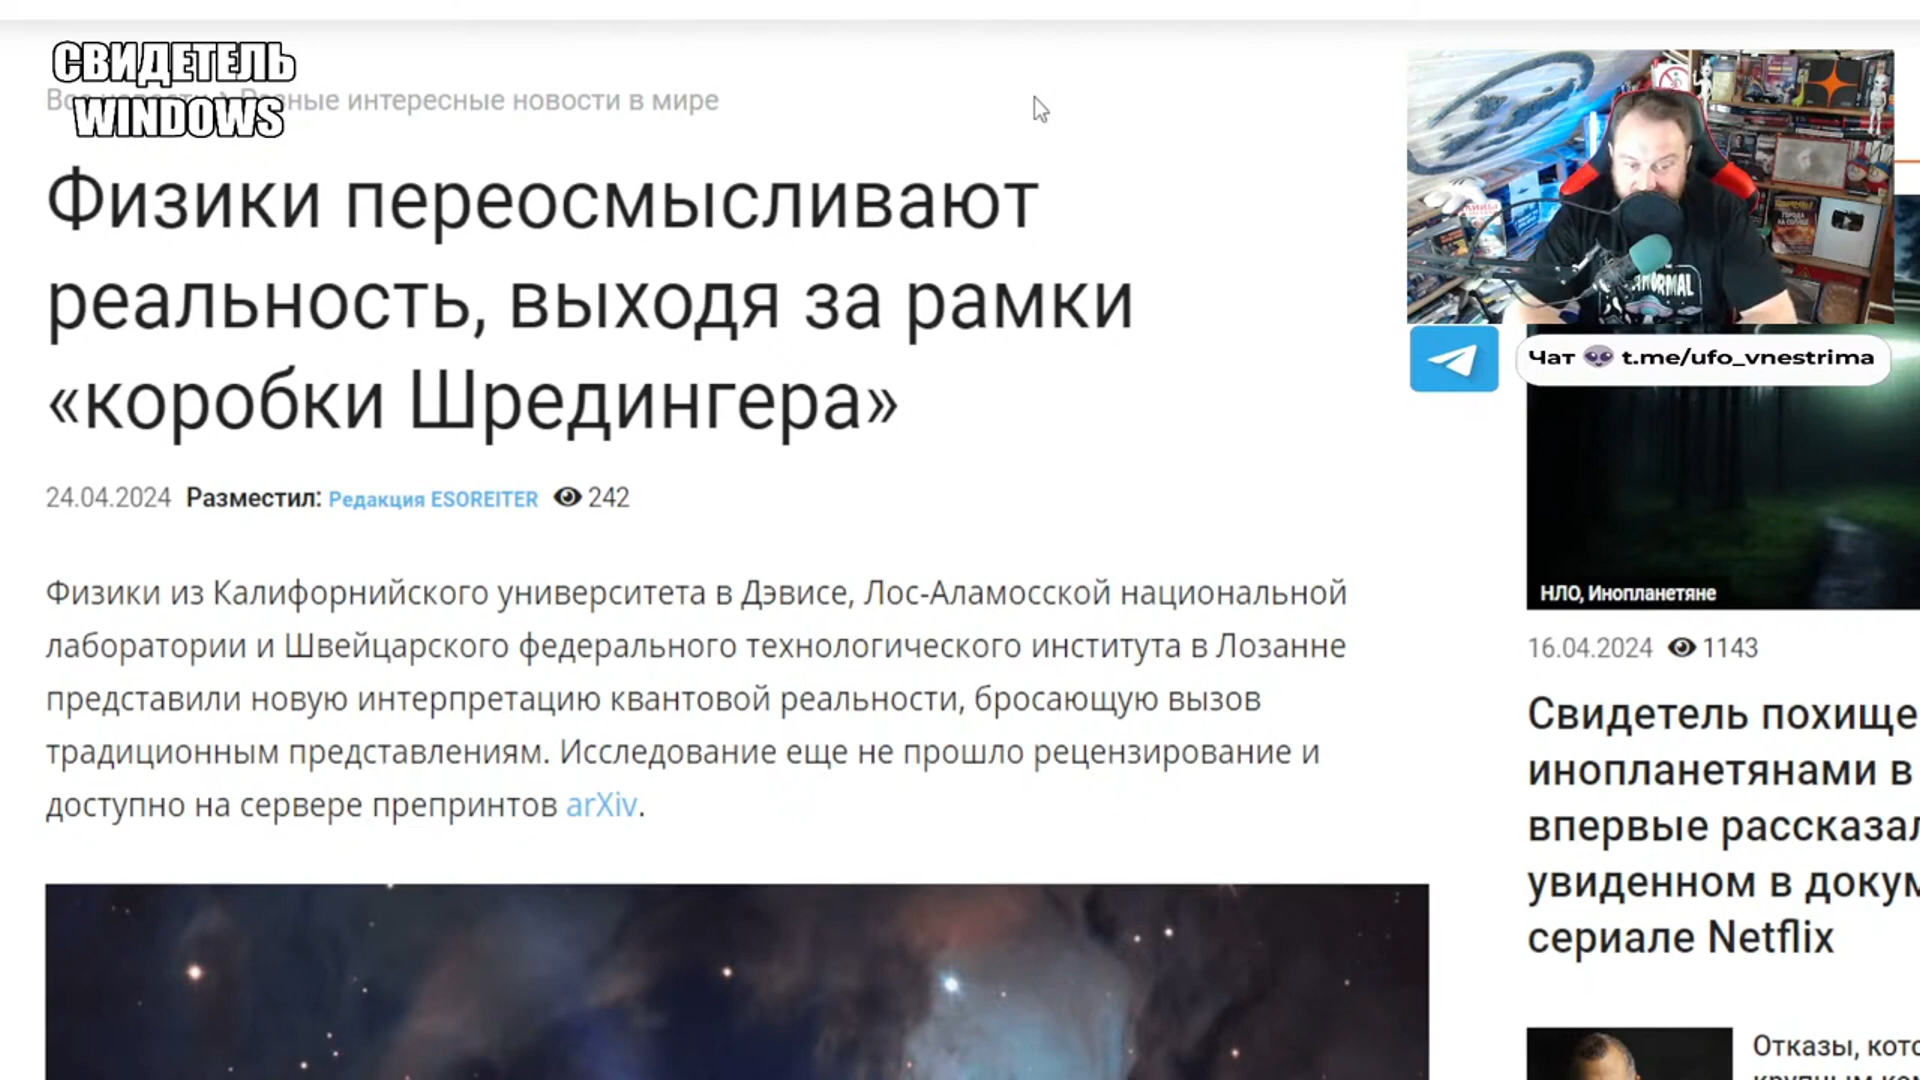 СВИДЕТЕЛЬ
WINDOWS
интересные новости в мире
Физики переосмысливают
реальность, выходя за рамки
«коробки Шредингера»
24.04.2024 Разместил: Редакция ESOREITER 242
Физики из Калифорнийского университета в Дэвисе, Лос-Аламосской национальной
лаборатории и Швейцарского федерального технологического института в Лозанне
представили новую интерпретацию квантовой реальности, бросающую вызов
традиционным представлениям. Исследование еще не прошло рецензирование и
доступно на сервере препринтов arXiv.
Чат t.me/ufo_vnestrima
НЛО, Инопланетяне
16.04.2024 1143
Свидетель похище
инопланетянами в
впервые рассказал
увиденном в докум
сериале Netflix
Отказы, кото